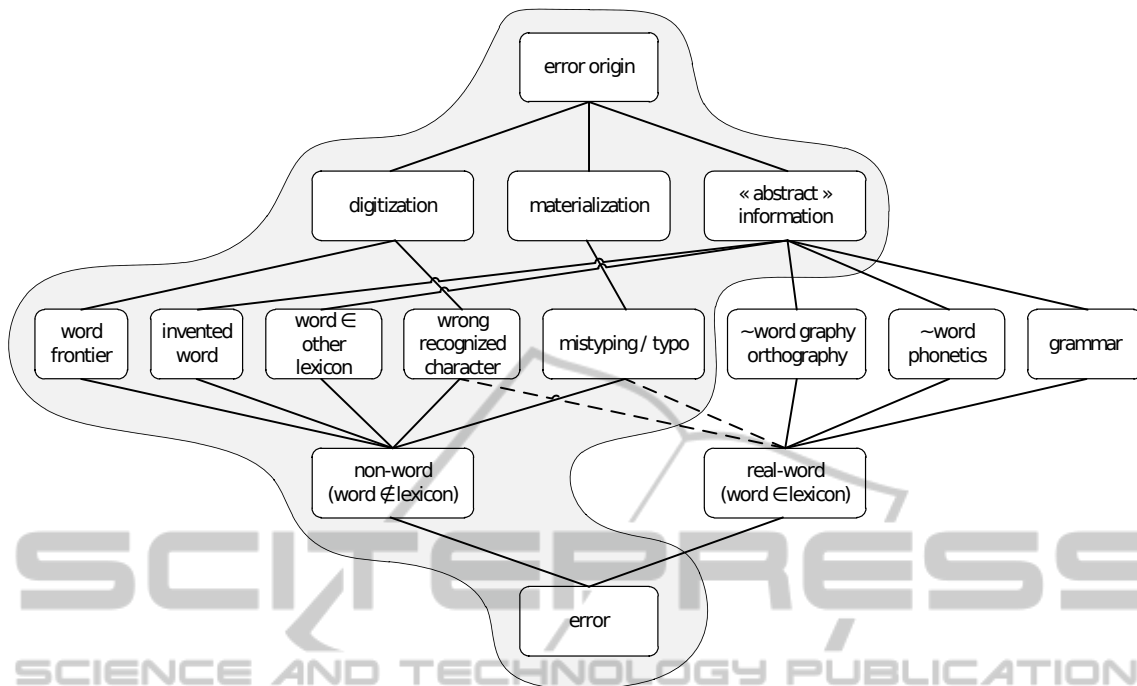 error origin
digitization
materialization
« abstract »
information
word
frontier
invented
word
word ∈
other
lexicon
wrong
recognized
character
mistyping / typo
~word graphy
orthography
~word
phonetics
grammar
non-word
(word ∉ lexicon)
real-word
(word ∈ lexicon)
SCITEPRESS
error
SCIENCE AND TECHNOLOGY PUBLICATION